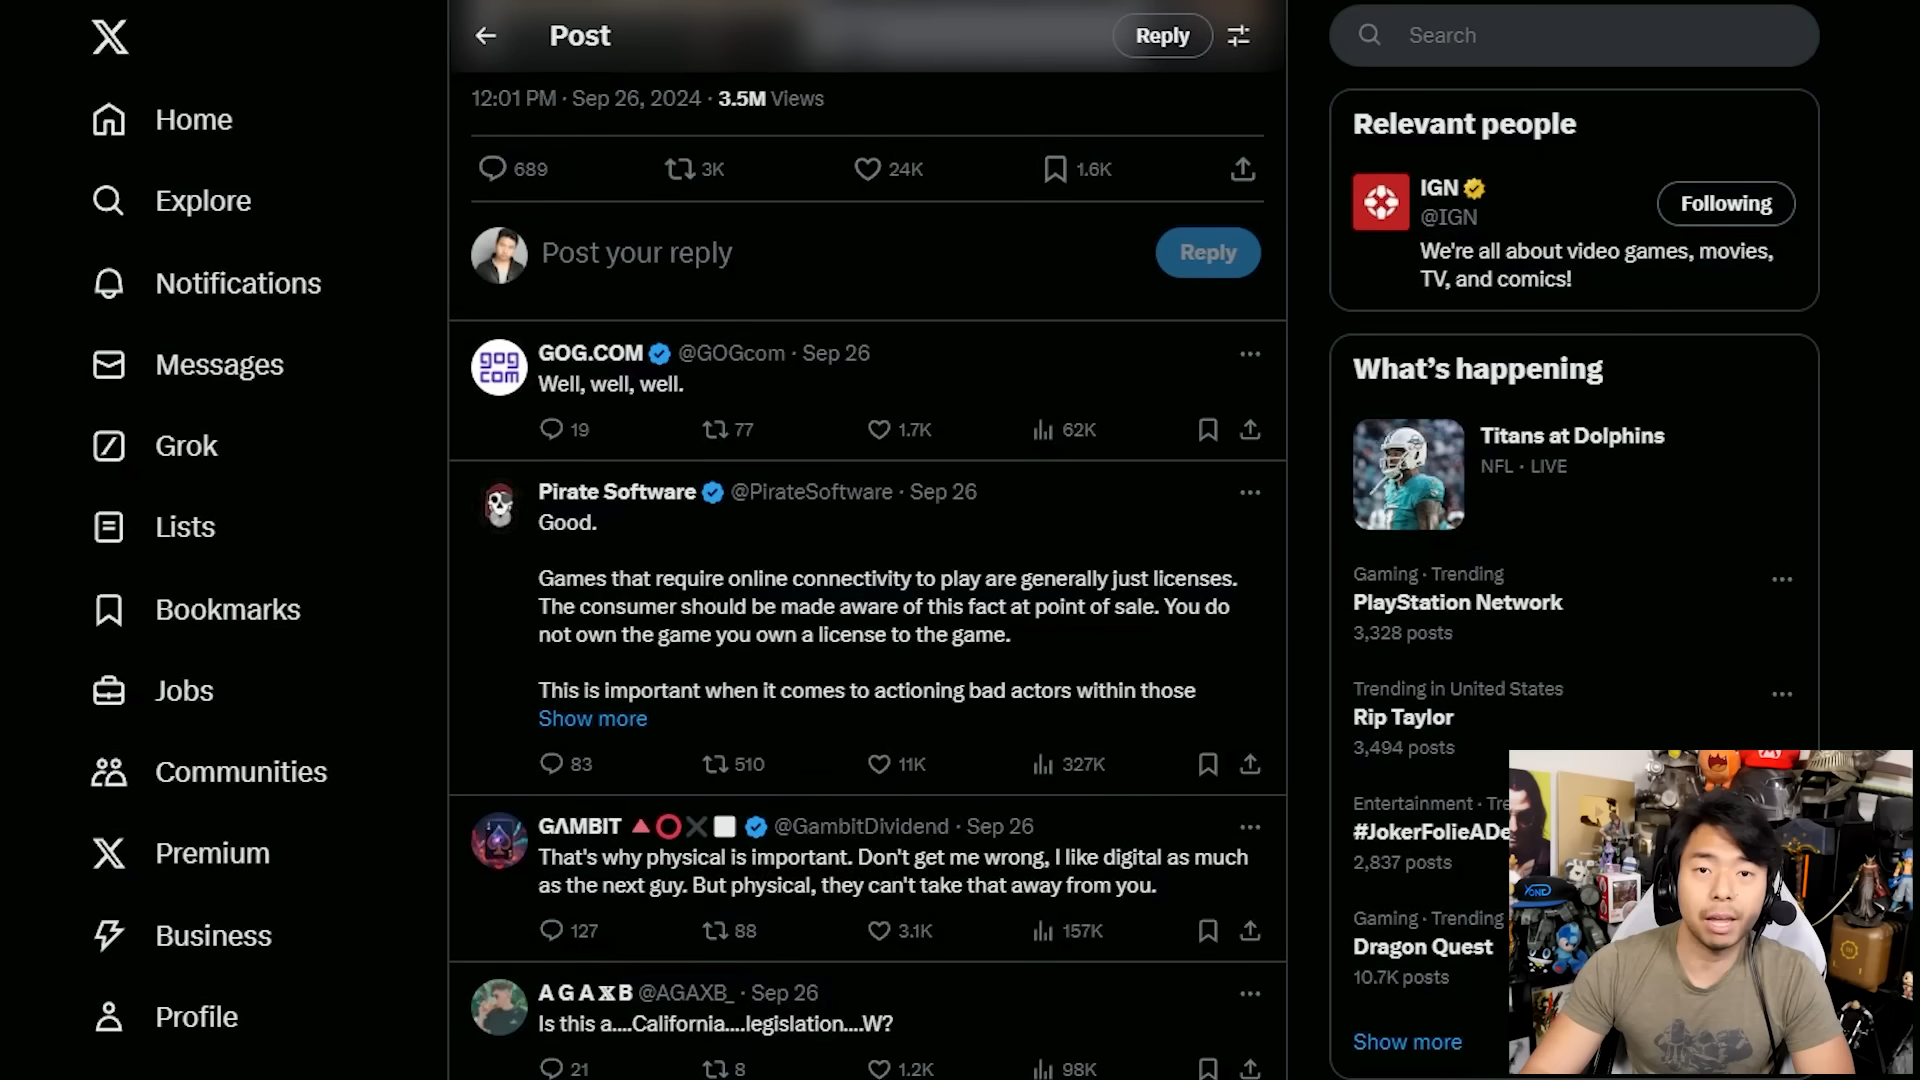 Home
Explore
Notifications
Messages
Grok
Lists
Bookmarks
Jobs
Communities
Premium
Business
Profile
Post
Reply
12:01 PM · Sep 26, 2024 · 3.5M Views
689
3K
24K
1.6K
Post your reply
Reply
GOG.COM @GOGcom · Sep 26
gog
com
Well, well, well.
19
77
1.7K
62K
Pirate Software @PirateSoftware · Sep 26
Good.
Games that require online connectivity to play are generally just licenses.
The consumer should be made aware of this fact at point of sale. You do
not own the game you own a license to the game.
This is important when it comes to actioning bad actors within those
Show more
83
510
11K
327K
GΛMBIT @GambitDividend · Sep 26
That's why physical is important. Don't get me wrong, I like digital as much
as the next guy. But physical, they can't take that away from you.
127
88
3.1K
157K
A G A 𝕏 B @AGAXB_ · Sep 26
Is this a....California....legislation....W?
21
8
1.2K
98K
Search
Relevant people
IGN
@IGN
Following
We're all about video games, movies,
TV, and comics!
What's happening
Titans at Dolphins
NFL · LIVE
Gaming · Trending
PlayStation Network
3,328 posts
Trending in United States
Rip Taylor
3,494 posts
Entertainment · Tre
#JokerFolieADe
2,837 posts
Gaming · Trending
Dragon Quest
10.7K posts
Show more